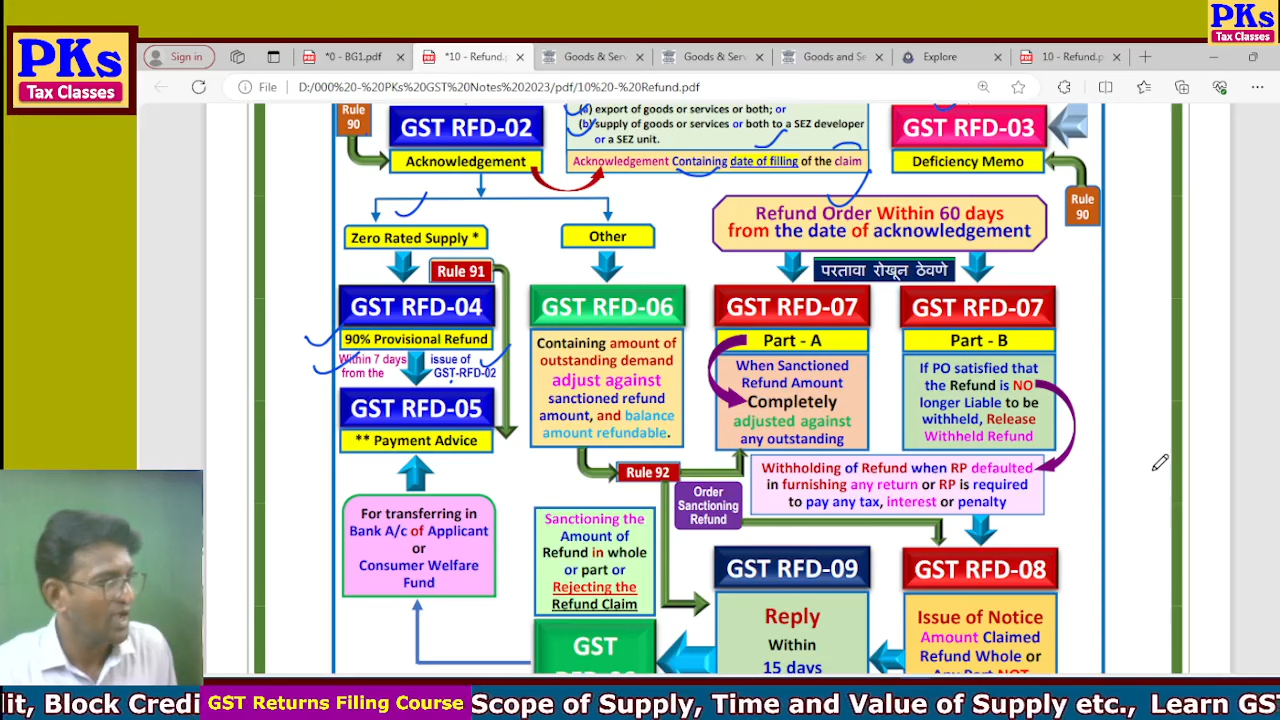 PKs
Tax Classes
PKs
Tax Classes
Sign in
*0 - BG1.pdf
*10 - Refund.p
Goods & Serv
Goods & Serv
Goods and Se
Explore
10 - Refund.p
File
D:/000%20-%20PKs%20GST%20Notes%202023/pdf/10%20-%20Refund.pdf
Rule
90
GST RFD-02
Acknowledgement
(a) export of goods or services or both; or
(b) supply of goods or services or both to a SEZ developer
or a SEZ unit.
Acknowledgement Containing date of filling of the claim
GST RFD-03
Deficiency Memo
Rule
90
Zero Rated Supply *
Other
Refund Order Within 60 days
from the date of acknowledgement
परतावा रोखून ठेवणे
Rule 91
GST RFD-04
90% Provisional Refund
Within 7 days
from the
issue of
GST-RFD-02
GST RFD-05
** Payment Advice
GST RFD-06
Containing amount of
outstanding demand
adjust against
sanctioned refund
amount, and balance
amount refundable.
GST RFD-07
Part - A
When Sanctioned
Refund Amount
Completely
adjusted against
any outstanding
GST RFD-07
Part - B
If PO satisfied that
the Refund is NO
longer Liable to be
withheld, Release
Withheld Refund
Rule 92
Order
Sanctioning
Refund
Withholding of Refund when RP defaulted
in furnishing any return or RP is required
to pay any tax, interest or penalty
For transferring in
Bank A/c of Applicant
or
Consumer Welfare
Fund
Sanctioning the
Amount of
Refund in whole
or part or
Rejecting the
Refund Claim
GST
GST RFD-09
Reply
Within
15 days
GST RFD-08
Issue of Notice
Amount Claimed
Refund Whole or
Any Part NOT
lit, Block Credi
GST Returns Filing Course
Scope of Supply, Time and Value of Supply etc., Learn GS